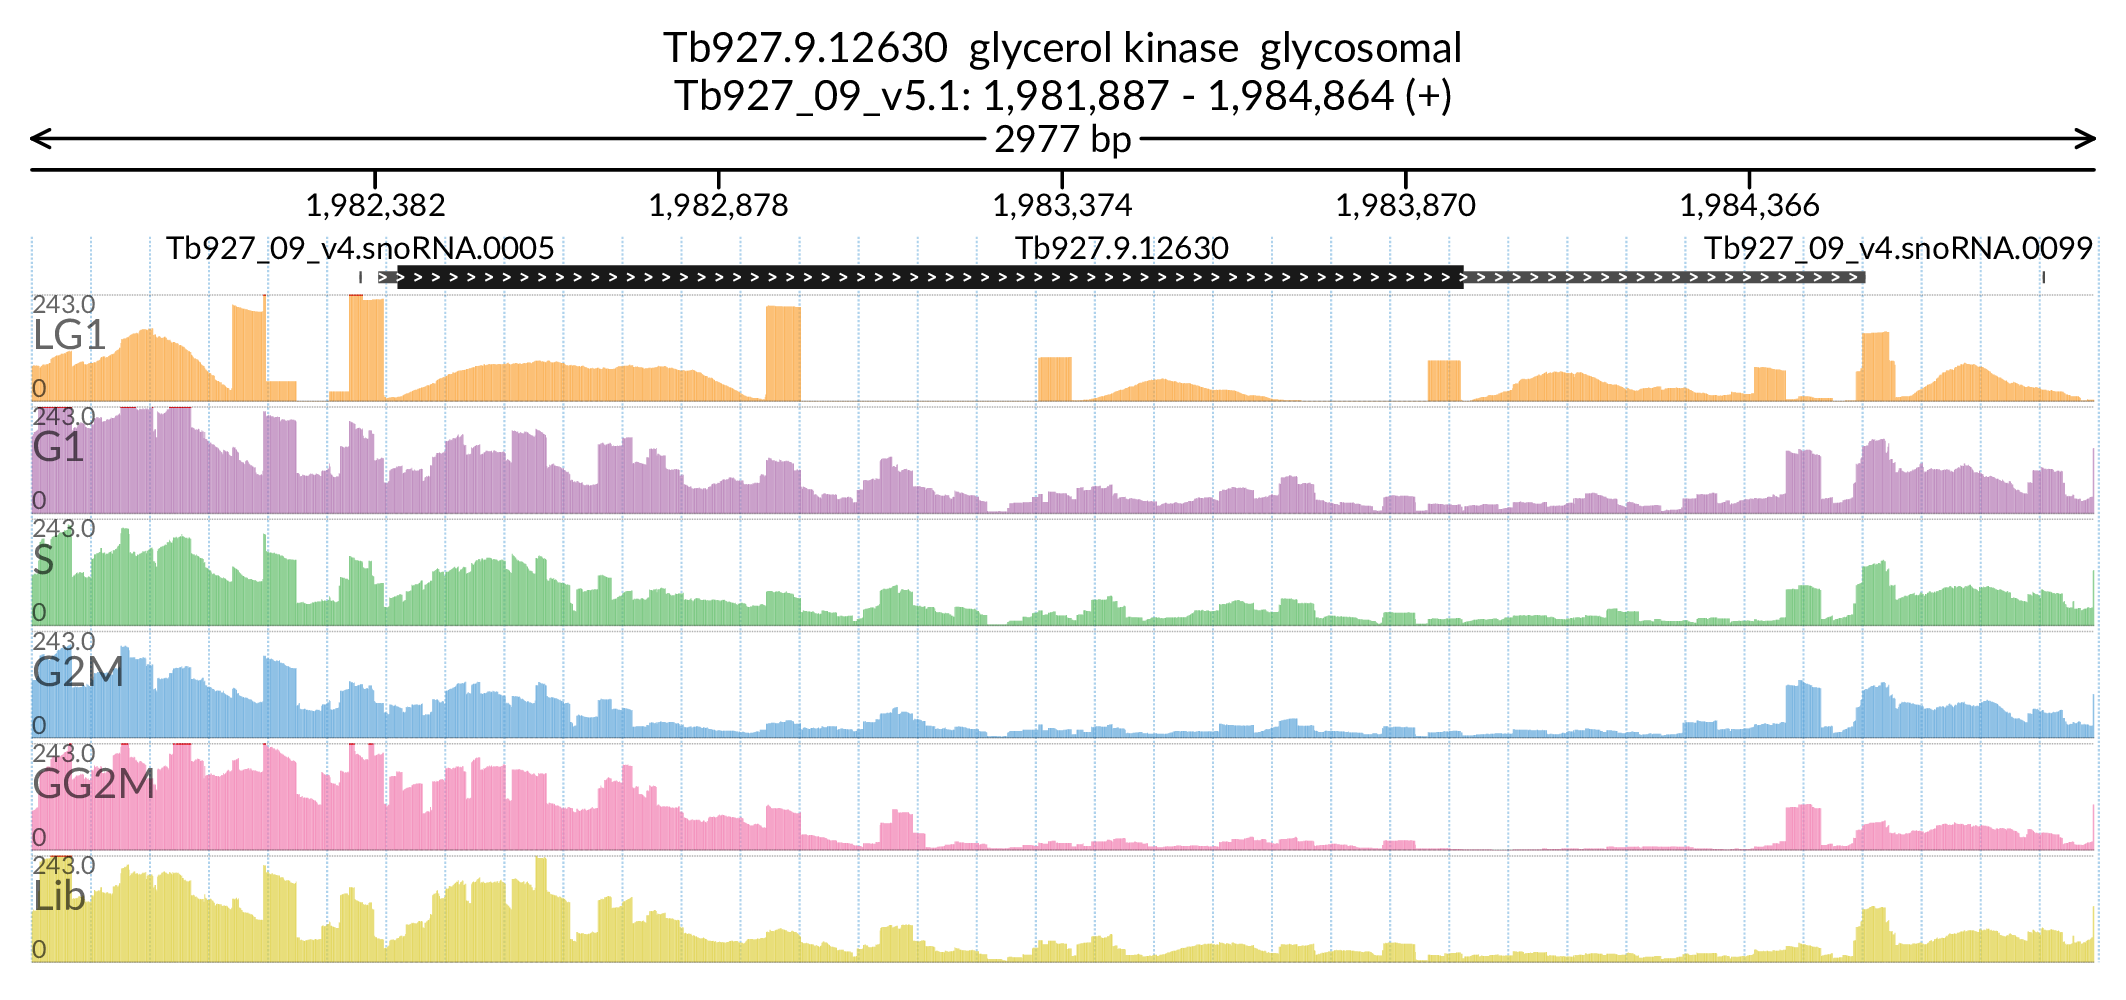 Tb927.9.12630 glycerol kinase glycosomal
Tb927_09_v5.1: 1,981,887 - 1,984,864 (+)
2977 bp
1,982,382 1,982,878 1,983,374 1,983,870 1,984,366
Tb927_09_v4.snoRNA.0005 Tb927.9.12630 Tb927_09_v4.snoRNA.0099
243.0
LG1
0
243.0
G1
0
243.0
S
0
243.0
G2M
0
243.0
GG2M
0
243.0
Lib
0